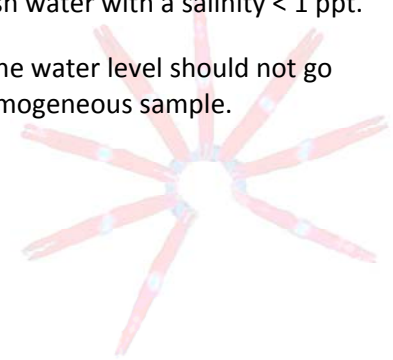 sh water with a salinity < 1 ppt.
he water level should not go
mogeneous sample.